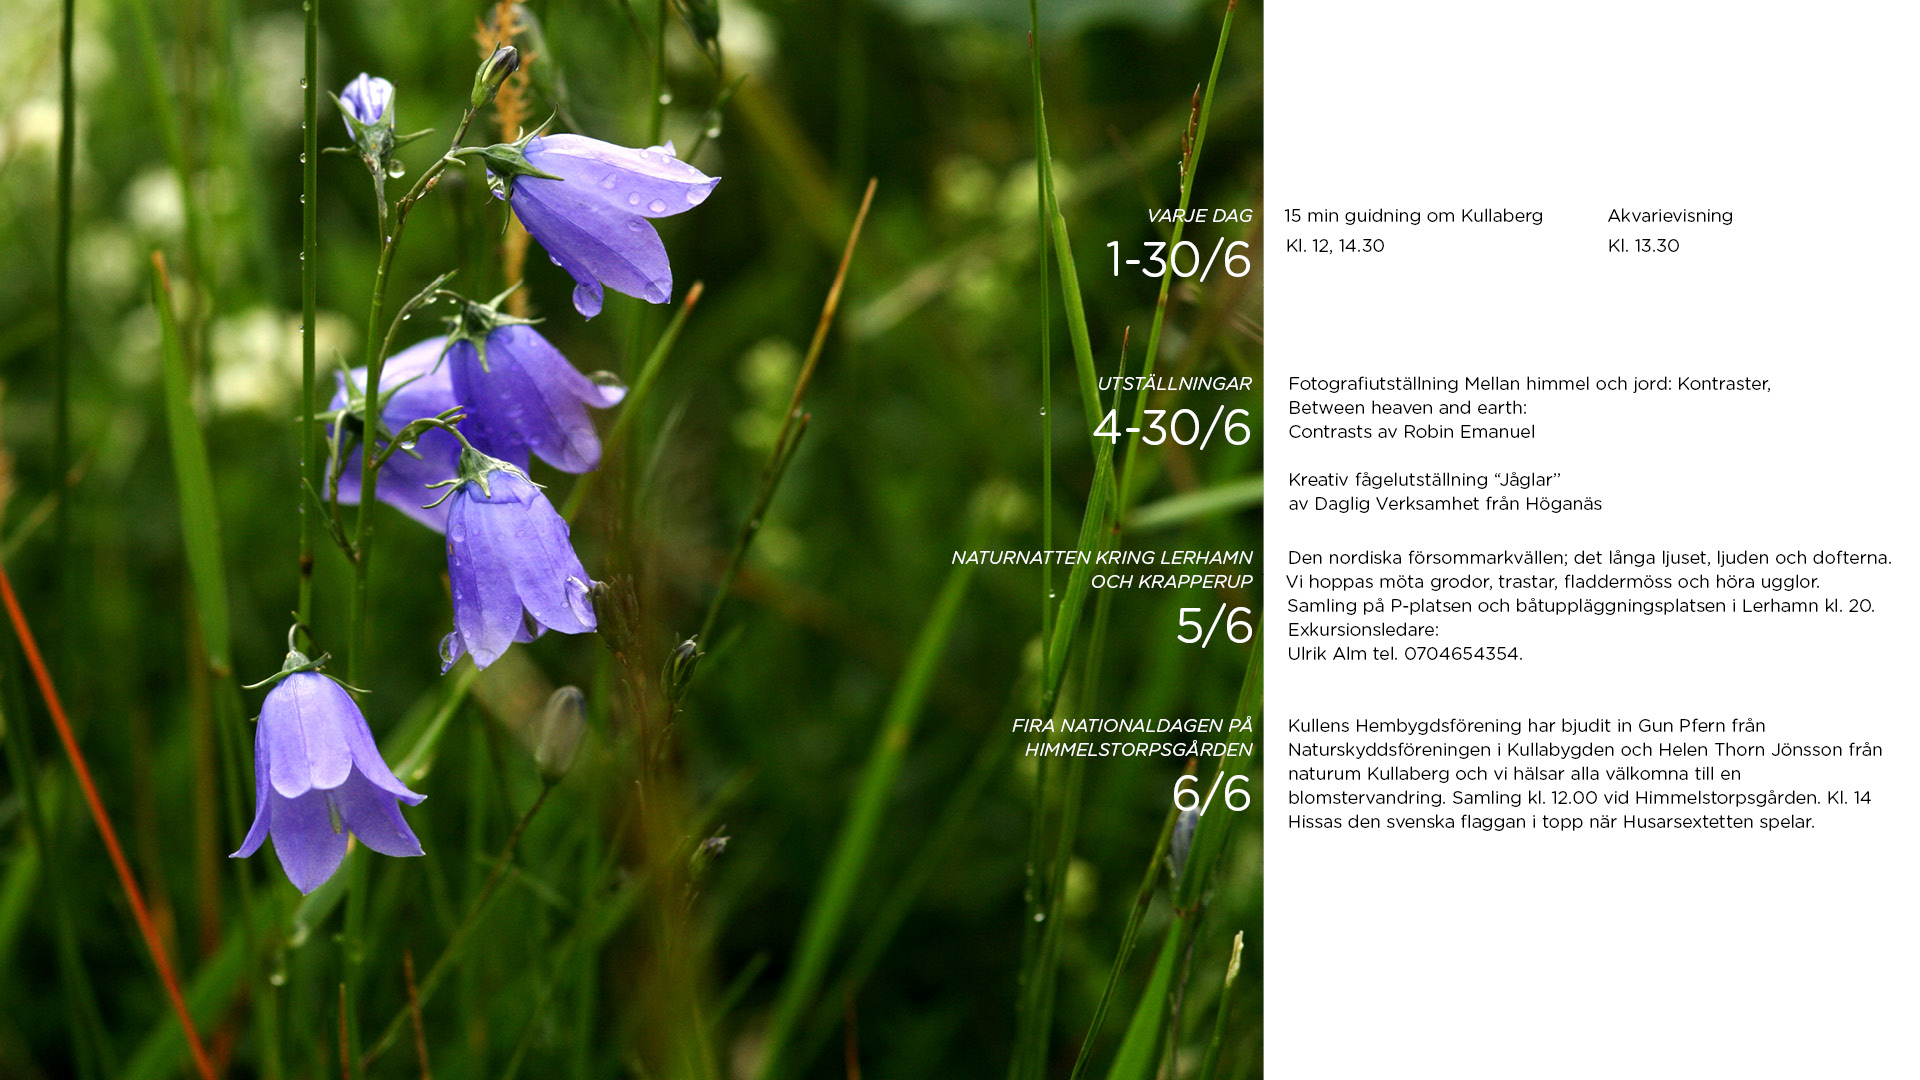 VARJE DAG
1-30/6
15 min guidning om Kullaberg
Kl. 12, 14.30
Akvarievisning
Kl. 13.30
UTSTÄLLNINGAR
4-30/6
Fotografiutställning Mellan himmel och jord: Kontraster,
Between heaven and earth:
Contrasts av Robin Emanuel
Kreativ fågelutställning “Jåglar’’
av Daglig Verksamhet från Höganäs
NATURNATTEN KRING LERHAMN
OCH KRAPPERUP
5/6
Den nordiska försommarkvällen; det långa ljuset, ljuden och dofterna.
Vi hoppas möta grodor, trastar, fladdermöss och höra ugglor.
Samling på P-platsen och båtuppläggningsplatsen i Lerhamn kl. 20.
Exkursionsledare:
Ulrik Alm tel. 0704654354.
FIRA NATIONALDAGEN PÅ
HIMMELSTORPSGÅRDEN
6/6
Kullens Hembygdsförening har bjudit in Gun Pfern från
Naturskyddsföreningen i Kullabygden och Helen Thorn Jönsson från
naturum Kullaberg och vi hälsar alla välkomna till en
blomstervandring. Samling kl. 12.00 vid Himmelstorpsgården. Kl. 14
Hissas den svenska flaggan i topp när Husarsextetten spelar.